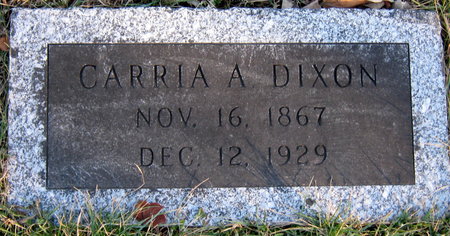 CARRIA A. DIXON
NOV. 16, 1867
DEC. 12, 1929